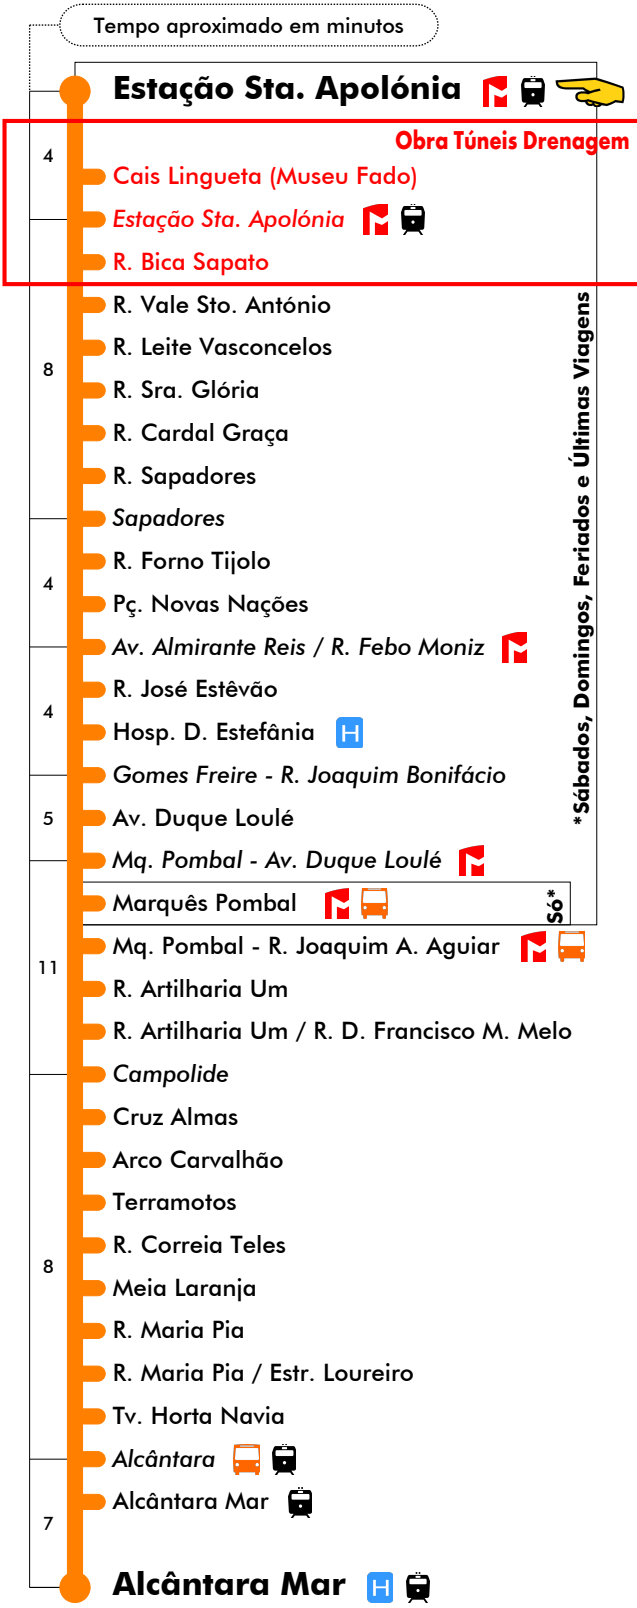 Tempo aproximado em minutos
Estação Sta. Apolónia
Obra Túneis Drenagem
4
Cais Lingueta (Museu Fado)
Estação Sta. Apolónia
R. Bica Sapato
R. Vale Sto. António
R. Leite Vasconcelos
8
R. Sra. Glória
R. Cardal Graça
R. Sapadores
Sapadores
R. Forno Tijolo
4
Pç. Novas Nações
Av. Almirante Reis / R. Febo Moniz
R. José Estêvão
4
Hosp. D. Estefânia H
Gomes Freire - R. Joaquim Bonifácio
5
Av. Duque Loulé
Mq. Pombal - Av. Duque Loulé
Marquês Pombal
Só*
*Sábados, Domingos, Feriados e Últimas Viagens
Mq. Pombal - R. Joaquim A. Aguiar
11
R. Artilharia Um
R. Artilharia Um / R. D. Francisco M. Melo
Campolide
Cruz Almas
Arco Carvalhão
Terramotos
R. Correia Teles
8
Meia Laranja
R. Maria Pia
R. Maria Pia / Estr. Loureiro
Tv. Horta Navia
Alcântara
Alcântara Mar
7
Alcântara Mar H